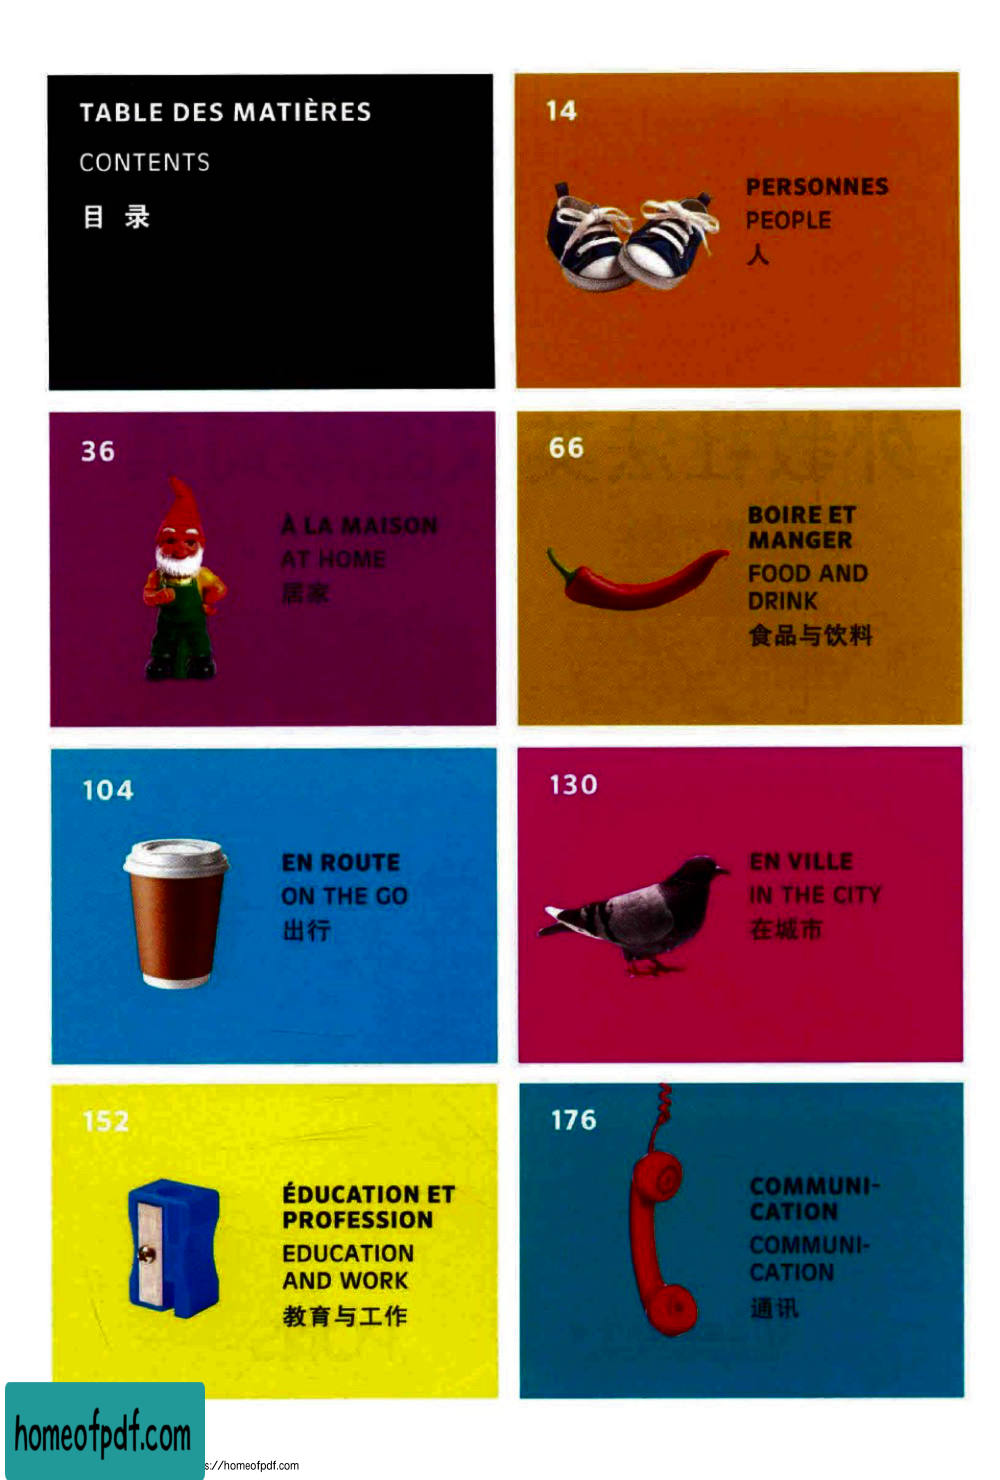 TABLE DES MATIÈRES
CONTENTS
目 录
14
PERSONNES
PEOPLE
人
36
À LA MAISON
AT HOME
居家
66
BOIRE ET
MANGER
FOOD AND
DRINK
食品与饮料
104
EN ROUTE
ON THE GO
出行
130
EN VILLE
IN THE CITY
在城市
152
ÉDUCATION ET
PROFESSION
EDUCATION
AND WORK
教育与工作
176
COMMUNI-
CATION
COMMUNI-
CATION
通讯
homeofpdf.com
s://homeofpdf.com